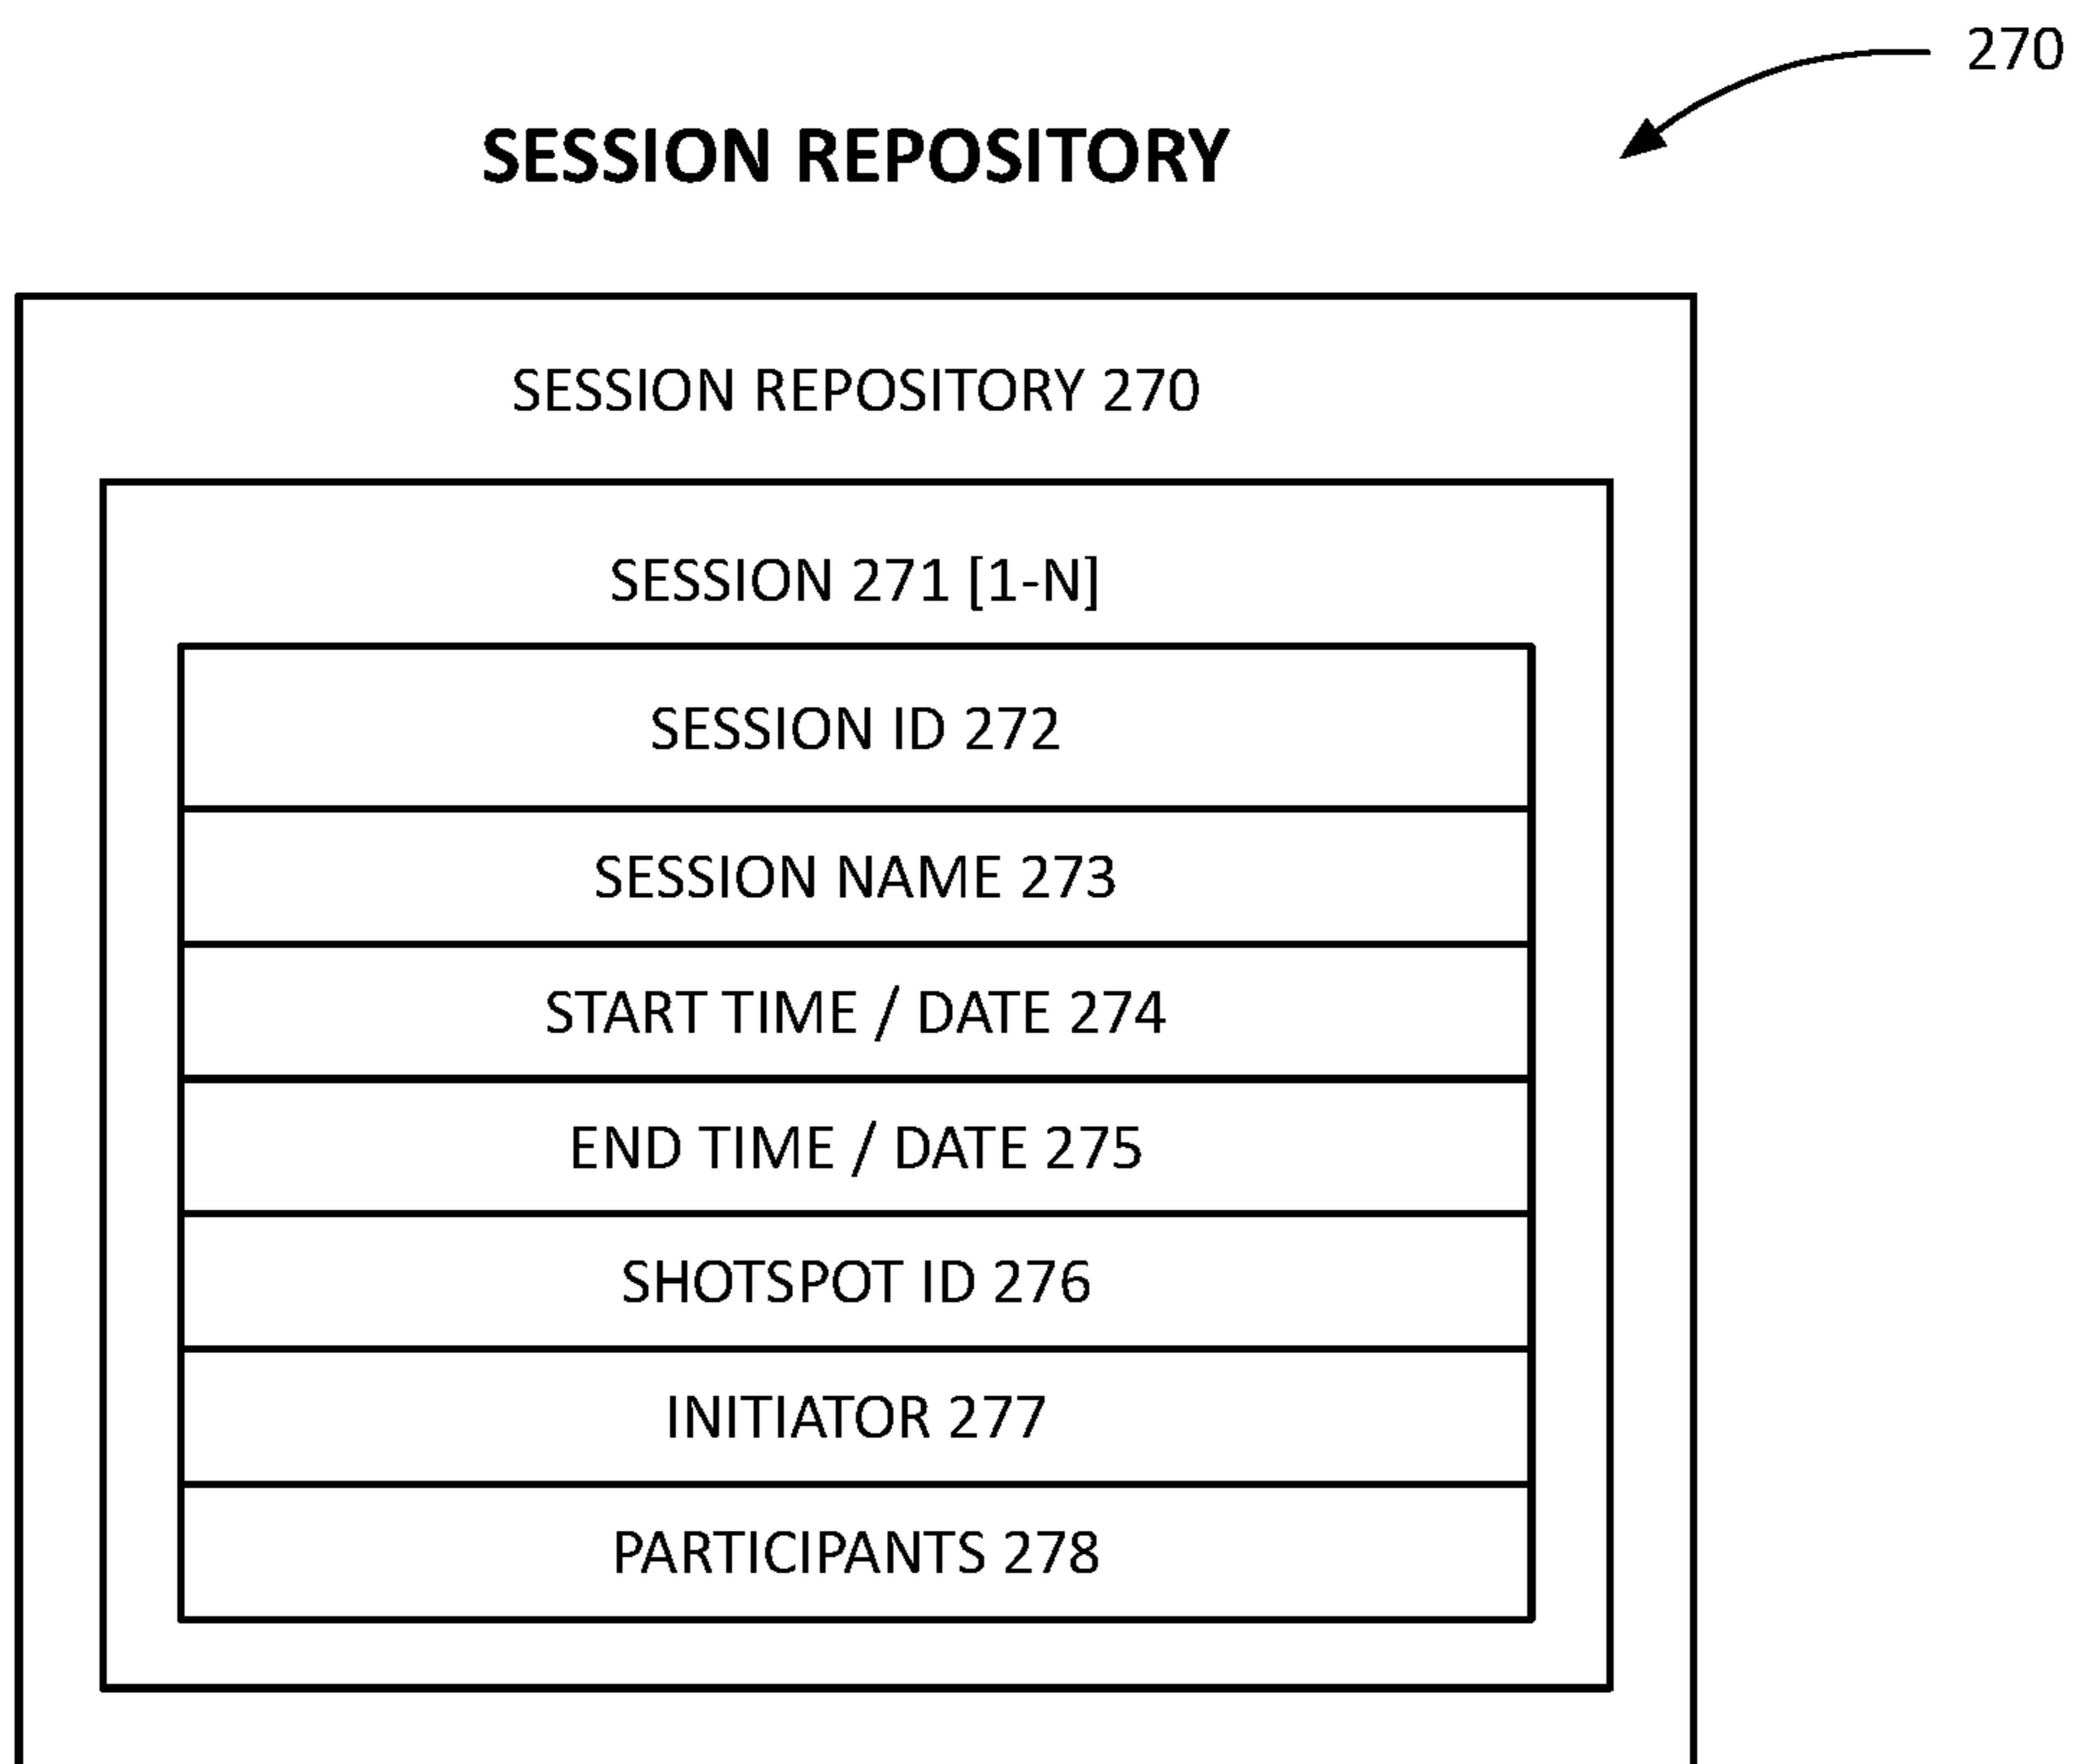 270
SESSION REPOSITORY
SESSION REPOSITORY 270
SESSION 271 [1-N]
SESSION ID 272
SESSION NAME 273
START TIME / DATE 274
END TIME / DATE 275
SHOTSPOT ID 276
INITIATOR 277
PARTICIPANTS 278